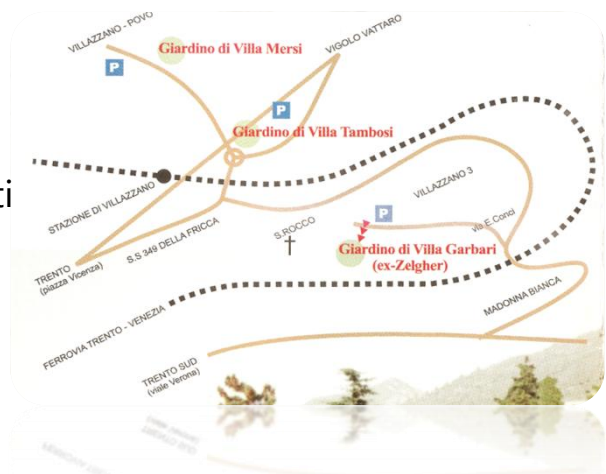 VILLAZZANO - POVO
Giardino di Villa Mersi
VIGOLO VATTARO
P
P
Giardino di Villa Tambosi
ti
STAZIONE DI VILLAZZANO
VILLAZZANO 3
P
S.ROCCO
via E.Conci
S.S 349 DELLA FRICCA
Giardino di Villa Garbari
(ex-Zelgher)
TRENTO
(piazza Vicenza)
MADONNA BIANCA
FERROVIA TRENTO - VENEZIA
TRENTO SUD
(viale Verona)